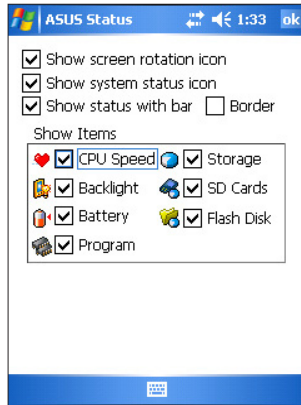 ASUS Status 1:33 ok
Show screen rotation icon
Show system status icon
Show status with bar Border
Show Items
CPU Speed Storage
Backlight SD Cards
Battery Flash Disk
Program